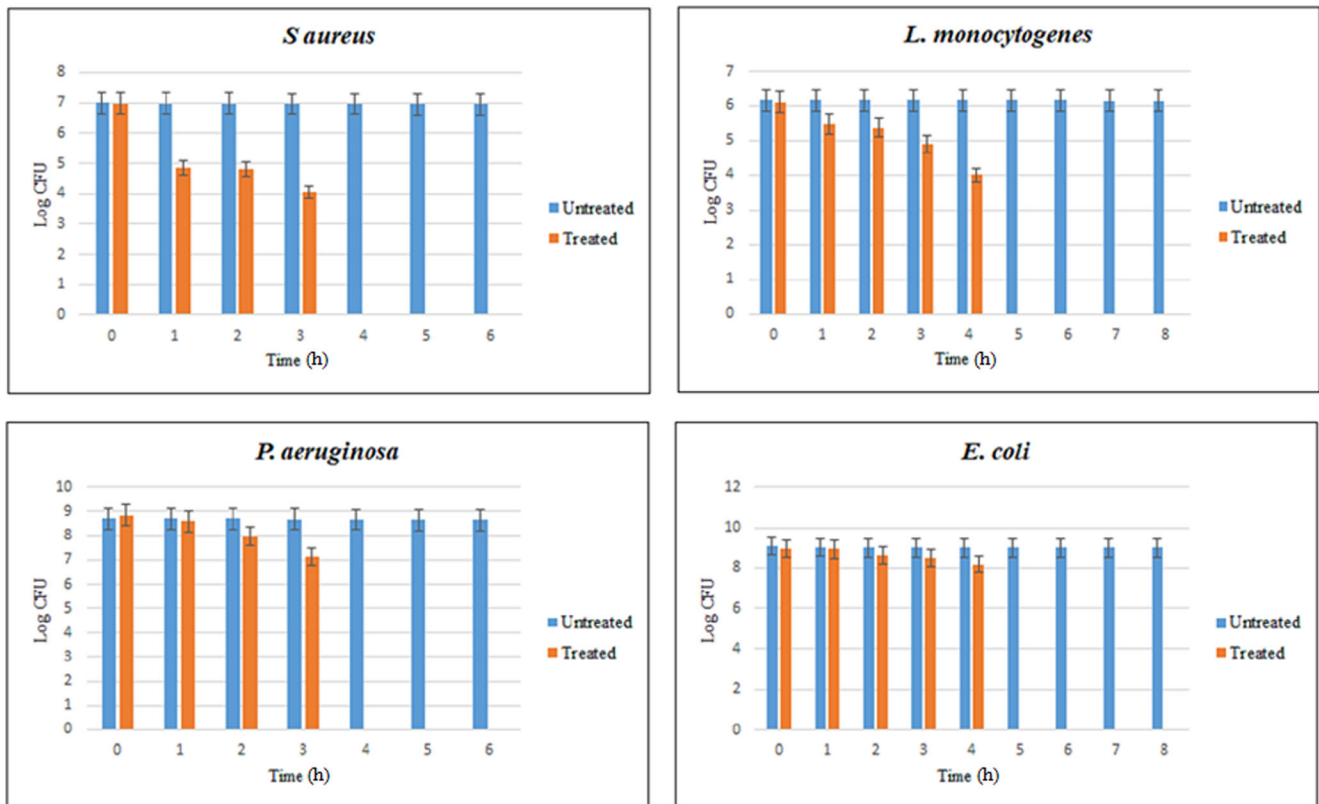 S aureus
8
7
6
5
4
3
2
1
0
Log CFU
0 1 2 3 4 5 6
Time (h)
Untreated
Treated
L. monocytogenes
7
6
5
4
3
2
1
0
Log CFU
0 1 2 3 4 5 6 7 8
Time (h)
Untreated
Treated
P. aeruginosa
10
9
8
7
6
5
4
3
2
1
0
Log CFU
0 1 2 3 4 5 6
Time (h)
Untreated
Treated
E. coli
12
10
8
6
4
2
0
Log CFU
0 1 2 3 4 5 6 7 8
Time (h)
Untreated
Treated